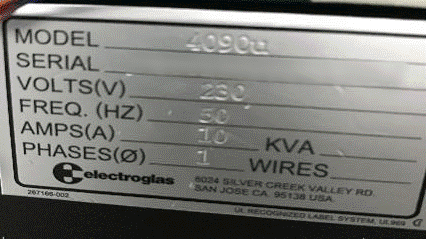 MODEL 4090u
SERIAL
VOLTS(V) 230
FREQ. (HZ) 50
AMPS(A) 10 KVA
PHASES(Ø) 1 WIRES
electroglas
6024 SILVER CREEK VALLEY RD.
SAN JOSE CA. 95138 USA.
267166-002
UL RECOGNIZED LABEL SYSTEM, UL969